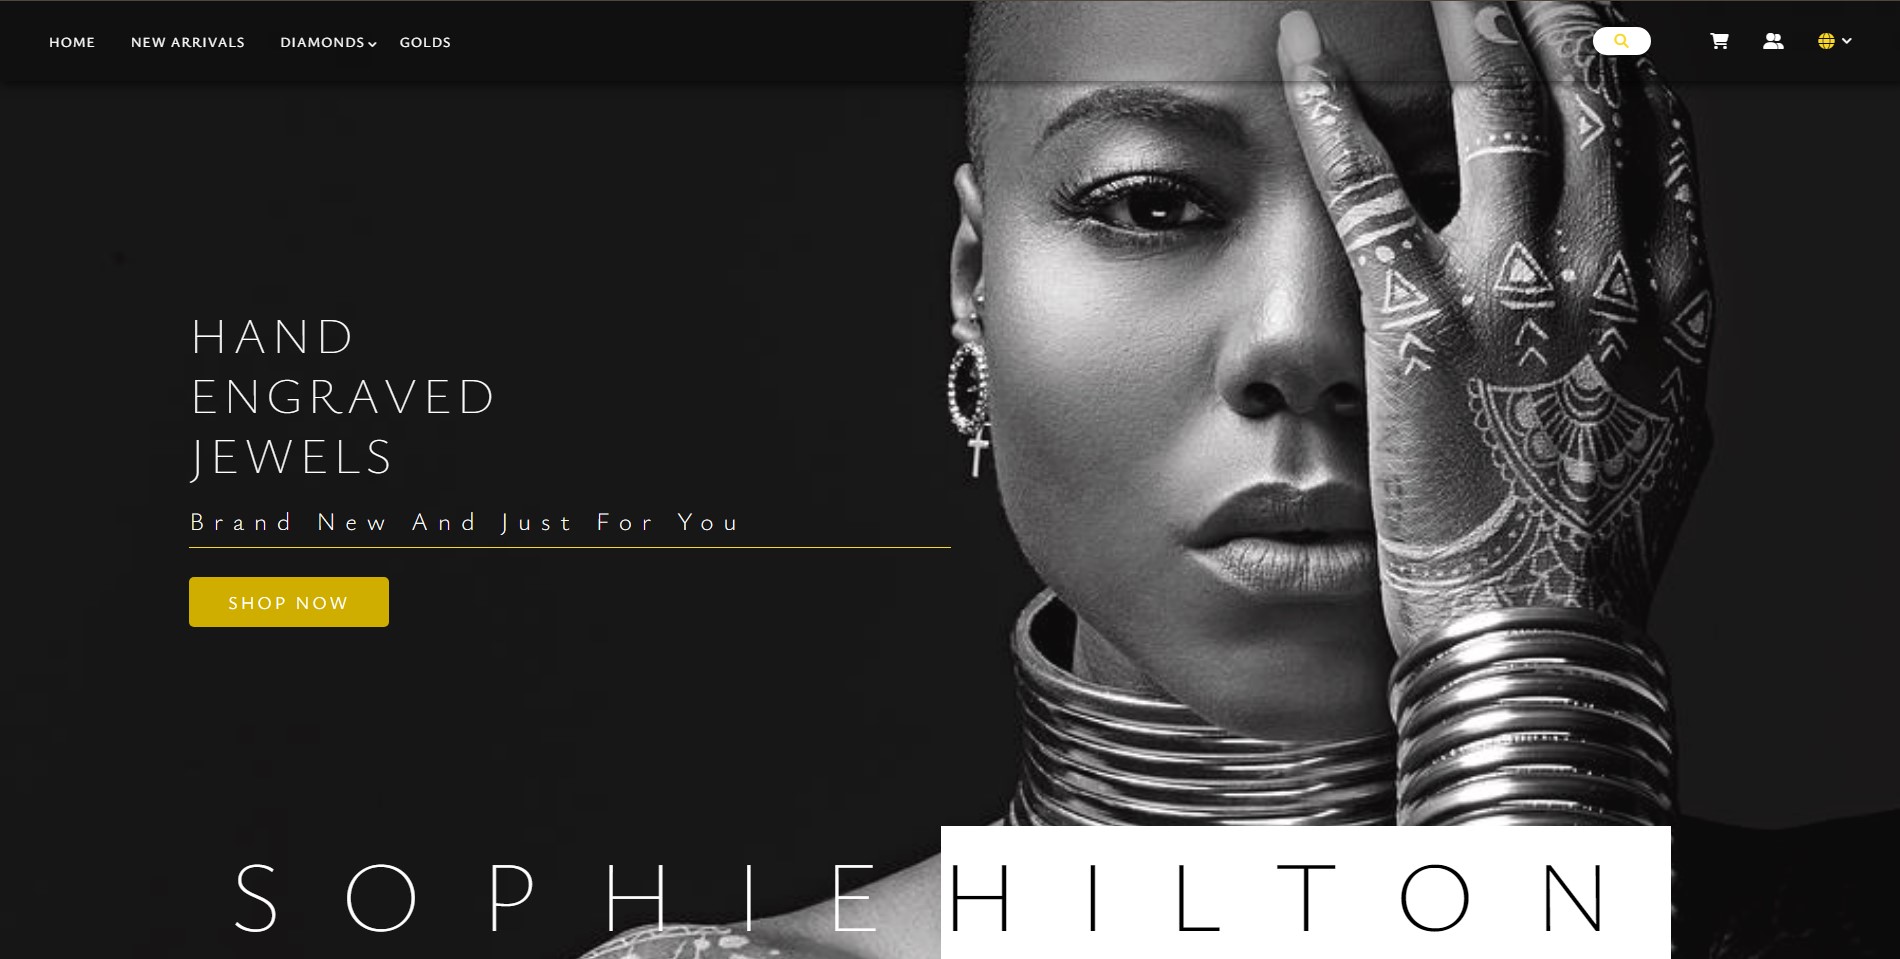 HOME NEW ARRIVALS DIAMONDS GOLDS
HAND
ENGRAVED
JEWELS
Brand New And Just For You
SHOP NOW
SOPHIE HILTON